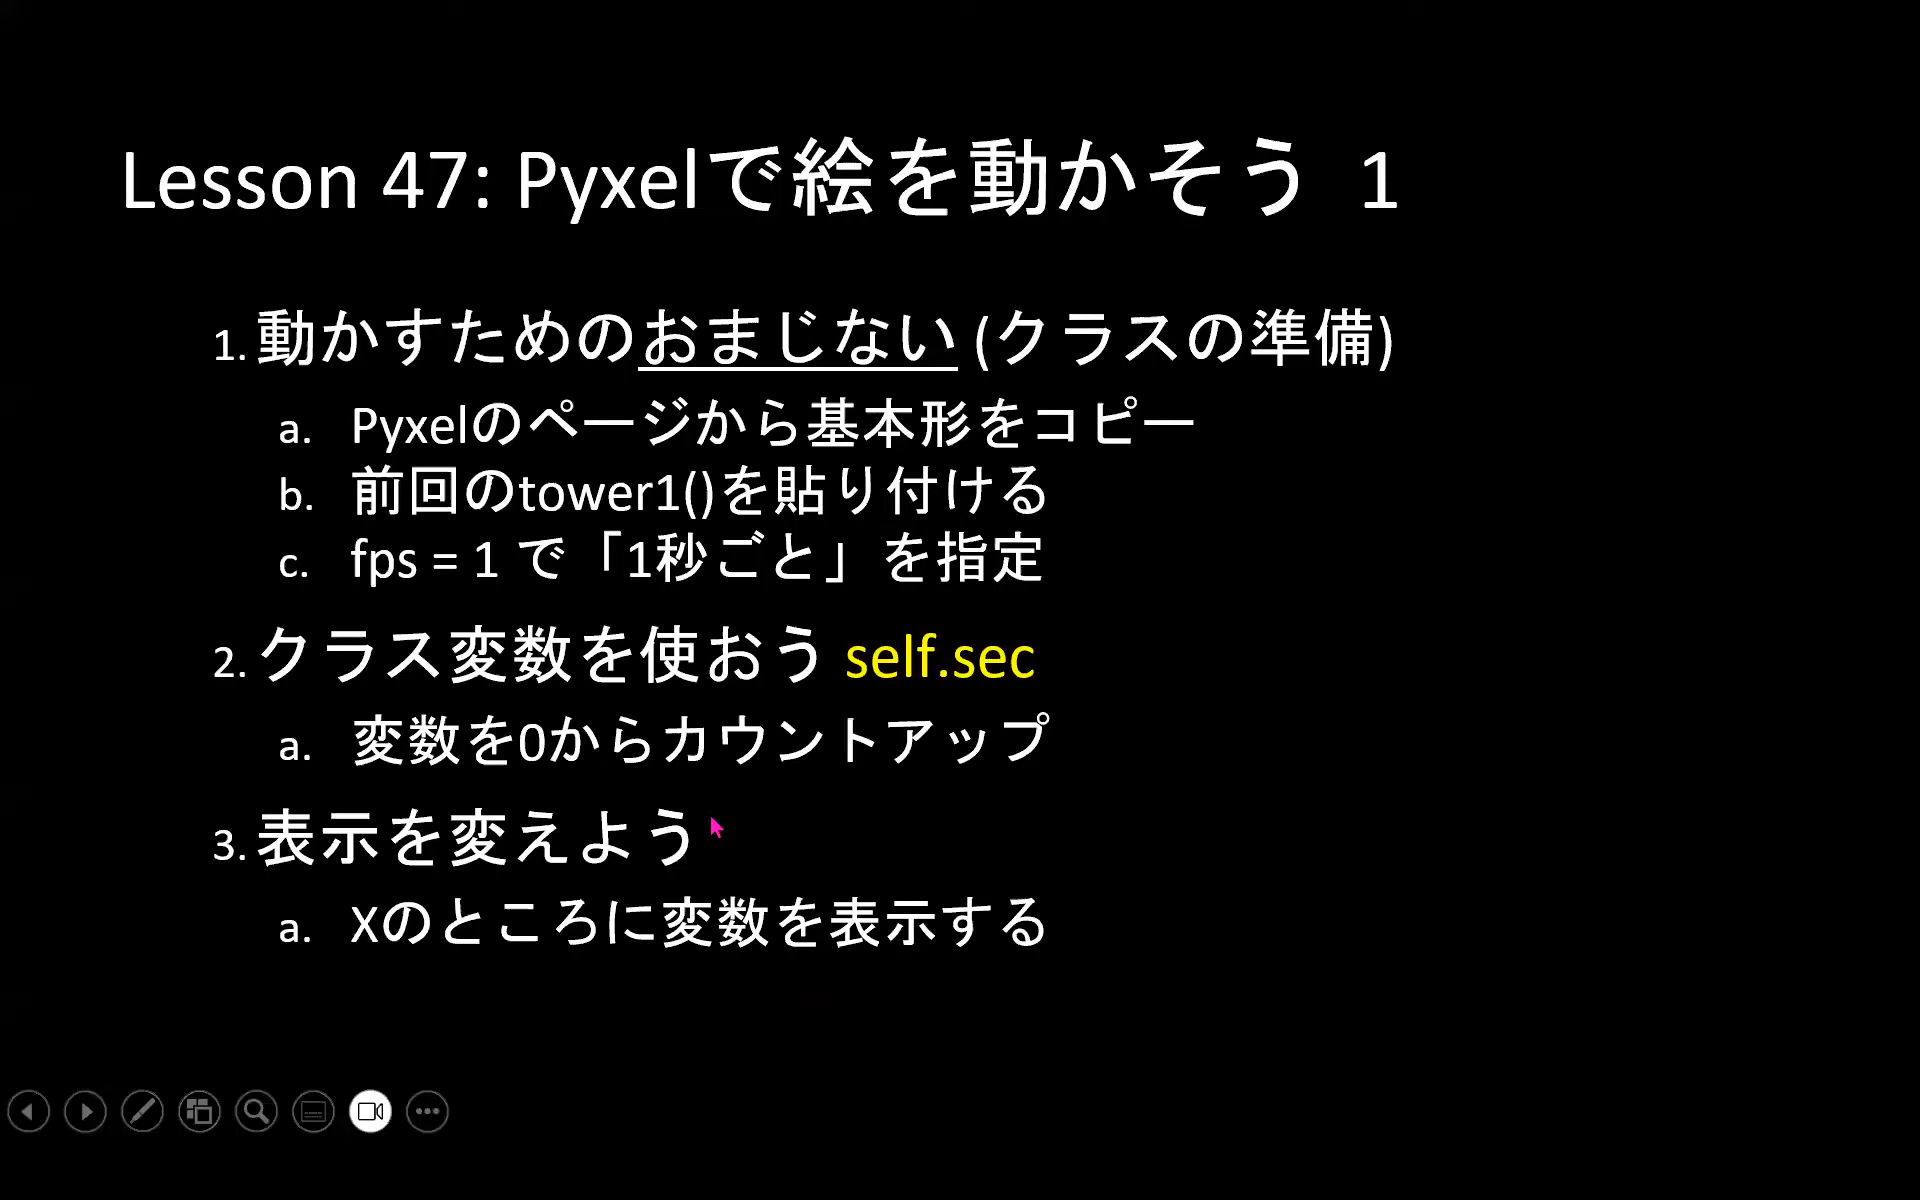 Lesson 47: Pyxelで絵を動かそう 1
1. 動かすためのおまじない (クラスの準備)
a. Pyxelのページから基本形をコピー
b. 前回のtower1()を貼り付ける
c. fps = 1 で「1秒ごと」を指定
2. クラス変数を使おう self.sec
a. 変数を0からカウントアップ
3. 表示を変えよう
a. Xのところに変数を表示する